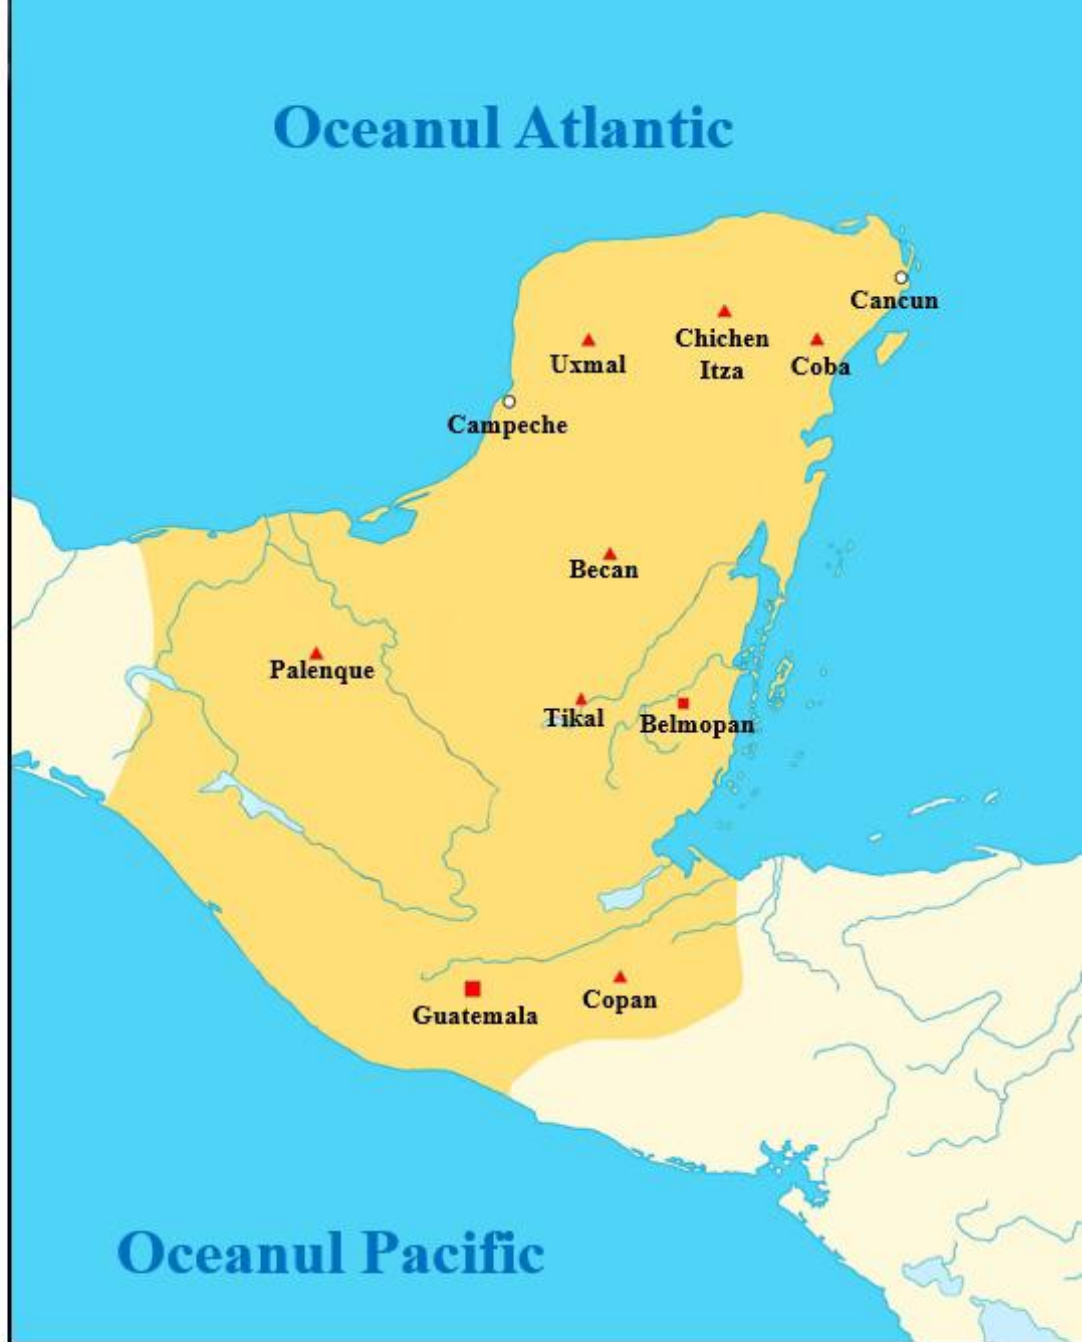 Oceanul Atlantic
Cancun
Chichen
Itza
Uxmal
Coba
Campeche
Becan
Palenque
Tikal
Belmopan
Guatemala
Copan
Oceanul Pacific